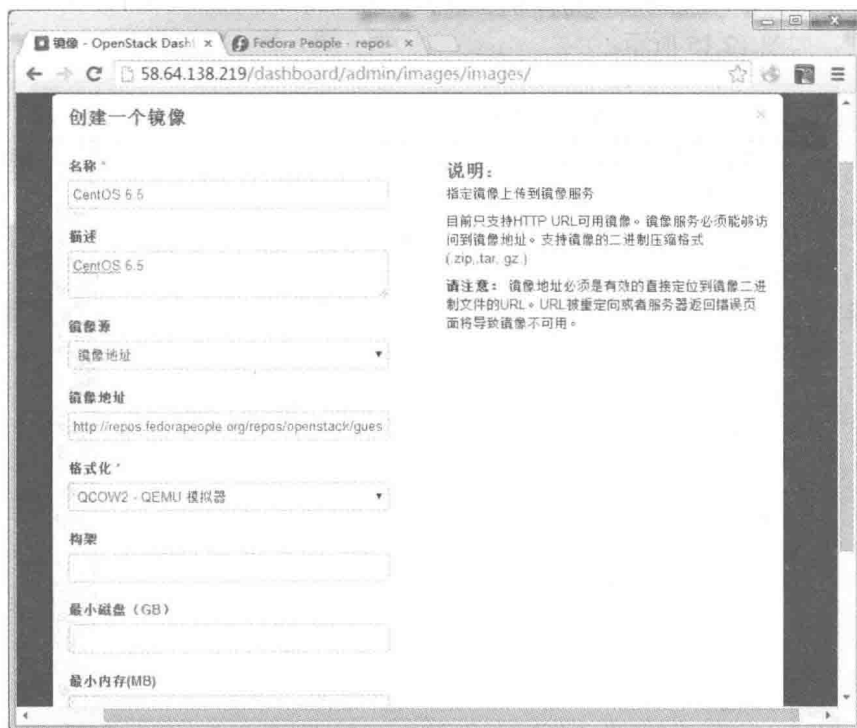 镜像 - OpenStack Dash
Fedora People - repos
58.64.138.219/dashboard/admin/images/images/
创建一个镜像
名称 *
CentOS 6.5
描述
CentOS 6.5
镜像源
镜像地址
镜像地址
http://repos.fedorapeople.org/repos/openstack/gues
格式化 *
QCOW2 - QEMU 模拟器
构架
最小磁盘（GB）
最小内存(MB)
说明：
指定镜像上传到镜像服务
目前只支持HTTP URL可用镜像。镜像服务必须能够访
问到镜像地址。支持镜像的二进制压缩格式
(.zip,.tar. gz.)
请注意： 镜像地址必须是有效的直接定位到镜像二进
制文件的URL。URL被重定向或者服务器返回错误页
面将导致镜像不可用。